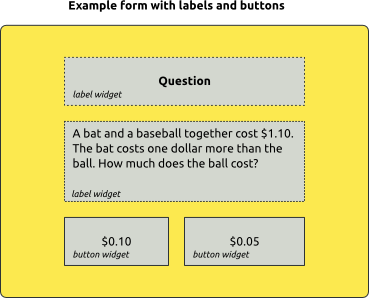 Example form with labels and buttons
Question
label widget
A bat and a baseball together cost $1.10.
The bat costs one dollar more than the
ball. How much does the ball cost?
label widget
$0.10
button widget
$0.05
button widget